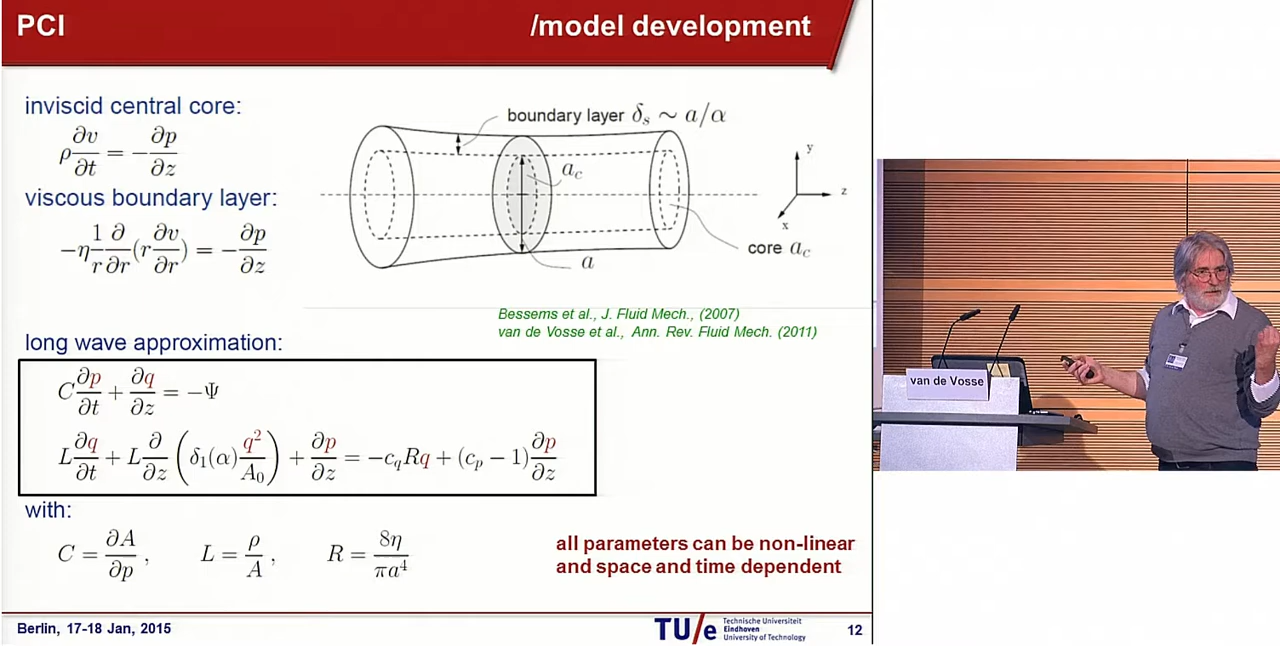 PCI /model development
inviscid central core:
ρ ∂v/∂t = −∂p/∂z
boundary layer δₛ ~ a/α
viscous boundary layer:
−η (1/r) ∂/∂r (r ∂v/∂r) = −∂p/∂z
a_c
a
core a_c
y
z
x
Bessems et al., J. Fluid Mech., (2007)
van de Vosse et al., Ann. Rev. Fluid Mech. (2011)
long wave approximation:
C ∂p/∂t + ∂q/∂z = −Ψ
L ∂q/∂t + L ∂/∂z (δ₁(α) q²/A₀) + ∂p/∂z = −c_q Rq + (c_p − 1) ∂p/∂z
with:
C = ∂A/∂p , L = ρ/A , R = 8η/πa⁴
all parameters can be non-linear
and space and time dependent
Berlin, 17-18 Jan, 2015
TU/e
Technische Universiteit
Eindhoven
University of Technology
12
van de Vosse